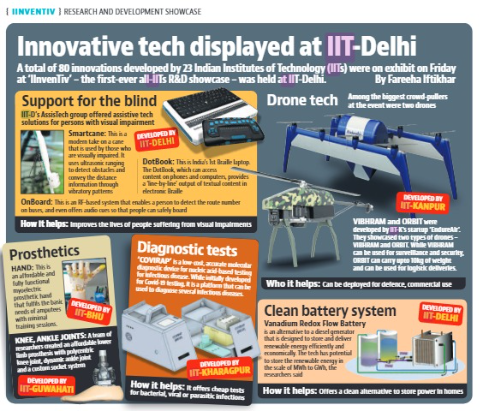 [ IINVENTIV ] RESEARCH AND DEVELOPMENT SHOWCASE
Innovative tech displayed at IIT-Delhi
A total of 80 innovations developed by 23 Indian Institutes of Technology (IITs) were on exhibit on Friday
at 'IInvenTiv' – the first-ever all-IITs R&D showcase – was held at IIT-Delhi. By Fareeha Iftikhar
Support for the blind
IIT-D's AssisTech group offered assistive tech
solutions for persons with visual impairment
Smartcane: This is a
modern take on a cane
that is used by those who
are visually impaired. It
uses ultrasonic ranging
to detect obstacles and
convey the distance
information through
vibratory patterns
DEVELOPED BY
IIT-DELHI
DotBook: This is India's 1st Braille laptop.
The DotBook, which can access
content on phones and computers, provides
a 'line-by-line' output of textual content in
electronic Braille
OnBoard: This is an RF-based system that enables a person to detect the route number
on buses, and even offers audio cues so that people can safely board
How it helps: Improves the lives of people suffering from visual impairments
Drone tech
Among the biggest crowd-pullers
at the event were two drones
DEVELOPED BY
IIT-KANPUR
VIBHRAM and ORBIT were
developed by IIT-K's startup 'EndureAir'.
They showcased two types of drones –
VIBHRAM and ORBIT. While VIBHRAM
can be used for surveillance and security,
ORBIT can carry upto 10kg of weight
and can be used for logistic deliveries.
Who it helps: Can be deployed for defence, commercial use
Prosthetics
HAND: This is
an affordable and
fully functional
myoelectric
prosthetic hand
that fulfils the basic
needs of amputees
with minimal
training sessions.
DEVELOPED BY
IIT-BHU
KNEE, ANKLE JOINTS: A team of
researchers created an affordable lower
limb prosthesis with polycentric
knee joint, dynamic ankle joint
and a custom socket system
DEVELOPED BY
IIT-GUWAHATI
Diagnostic tests
"COVIRAP" is a low-cost, accurate molecular
diagnostic device for nucleic acid-based testing
for infectious disease. While initially developed
for Covid-19 testing, it is a platform that can be
used to diagnose several infectious diseases.
DEVELOPED BY
IIT-KHARAGPUR
How it helps: It offers cheap tests
for bacterial, viral or parasitic infections
Clean battery system
Vanadium Redox Flow Battery
is an alternative to a diesel generator
that is designed to store and deliver
renewable energy efficiently and
economically. The tech has potential
to store the renewable energy in
the scale of MWh to GWh, the
researchers said
DEVELOPED BY
IIT-DELHI
How it helps: Offers a clean alternative to store power in homes